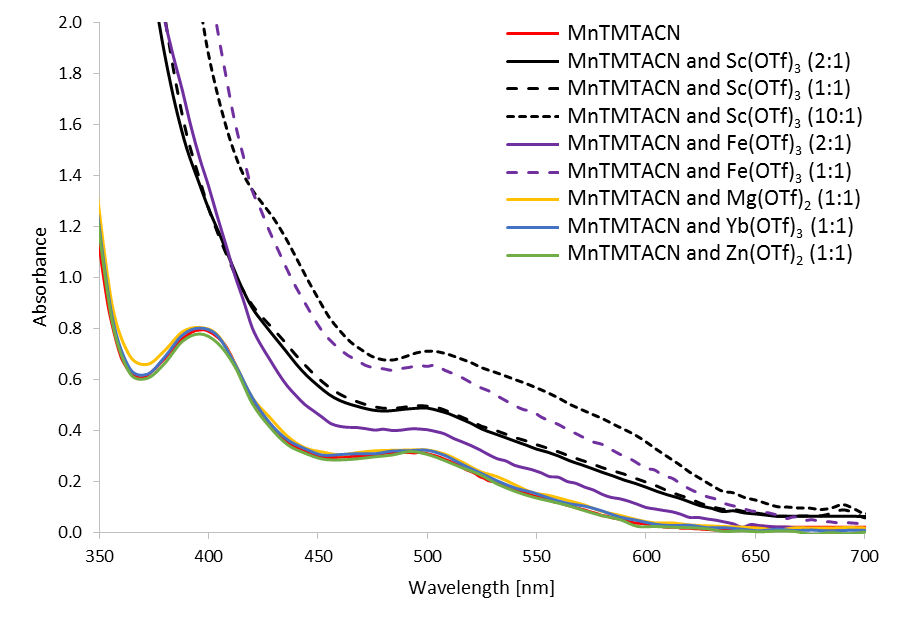 2.0
1.8
1.6
1.4
1.2
1.0
0.8
0.6
0.4
0.2
0.0
Absorbance
350
400
450
500
550
600
650
700
Wavelength [nm]
MnTMTACN
MnTMTACN and Sc(OTf)₃ (2:1)
MnTMTACN and Sc(OTf)₃ (1:1)
MnTMTACN and Sc(OTf)₃ (10:1)
MnTMTACN and Fe(OTf)₃ (2:1)
MnTMTACN and Fe(OTf)₃ (1:1)
MnTMTACN and Mg(OTf)₂ (1:1)
MnTMTACN and Yb(OTf)₃ (1:1)
MnTMTACN and Zn(OTf)₂ (1:1)